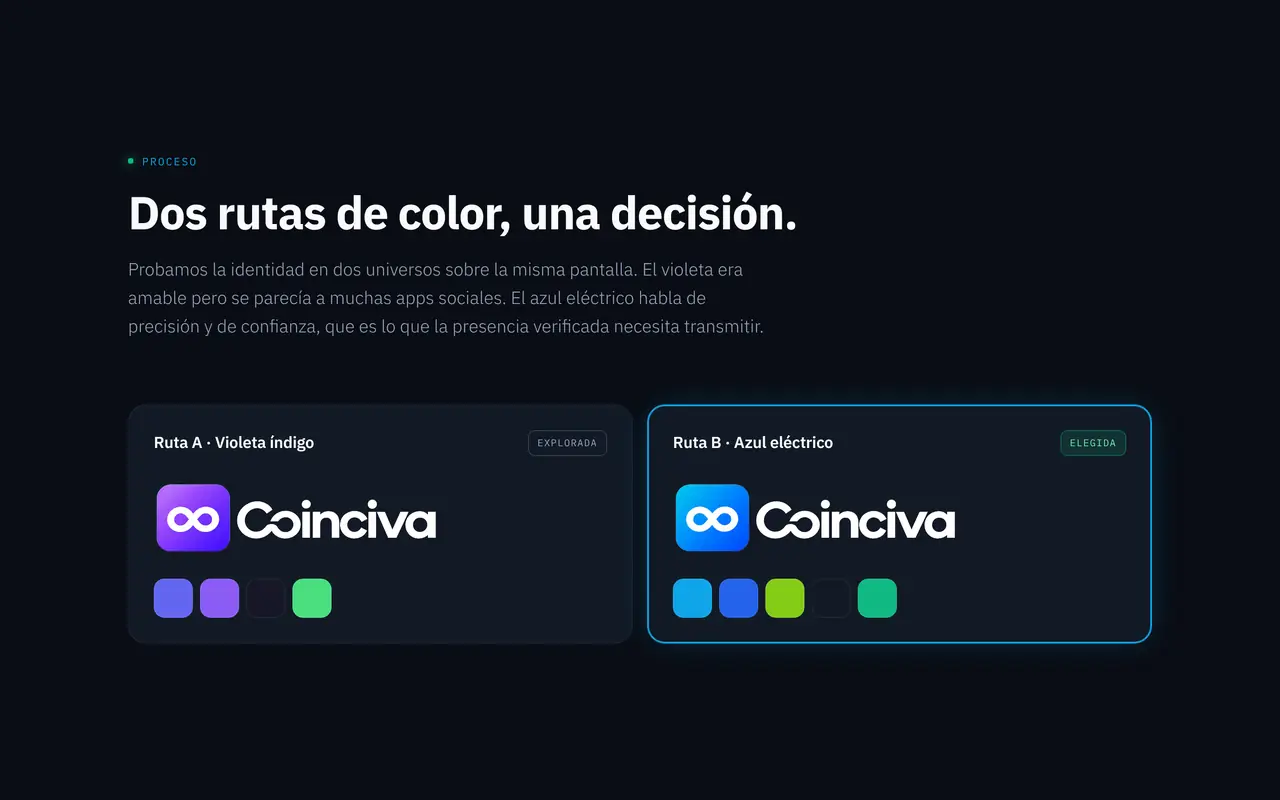 PROCESO
Dos rutas de color, una decisión.
Probamos la identidad en dos universos sobre la misma pantalla. El violeta era
amable pero se parecía a muchas apps sociales. El azul eléctrico habla de
precisión y de confianza, que es lo que la presencia verificada necesita transmitir.
Ruta A · Violeta índigo
EXPLORADA
Coinciva
Ruta B · Azul eléctrico
ELEGIDA
Coinciva